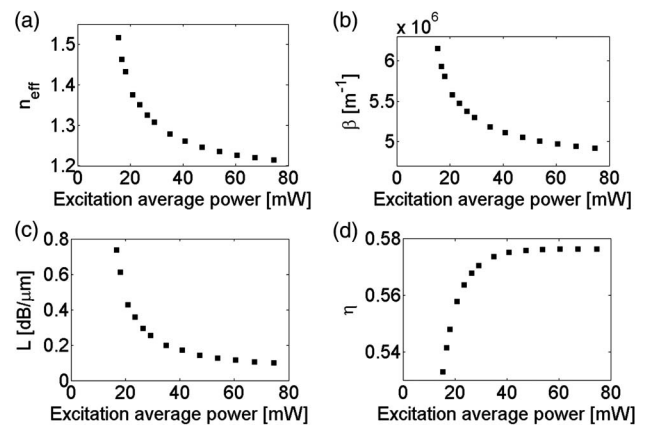 (a)
1.5
1.4
1.3
1.2
n_eff
0 20 40 60 80
Excitation average power [mW]
(b)
x 10^6
6
5.5
5
β [m^-1]
0 20 40 60 80
Excitation average power [mW]
(c)
0.8
0.6
0.4
0.2
0
L [dB/μm]
0 20 40 60 80
Excitation average power [mW]
(d)
0.58
0.56
0.54
η
0 20 40 60 80
Excitation average power [mW]